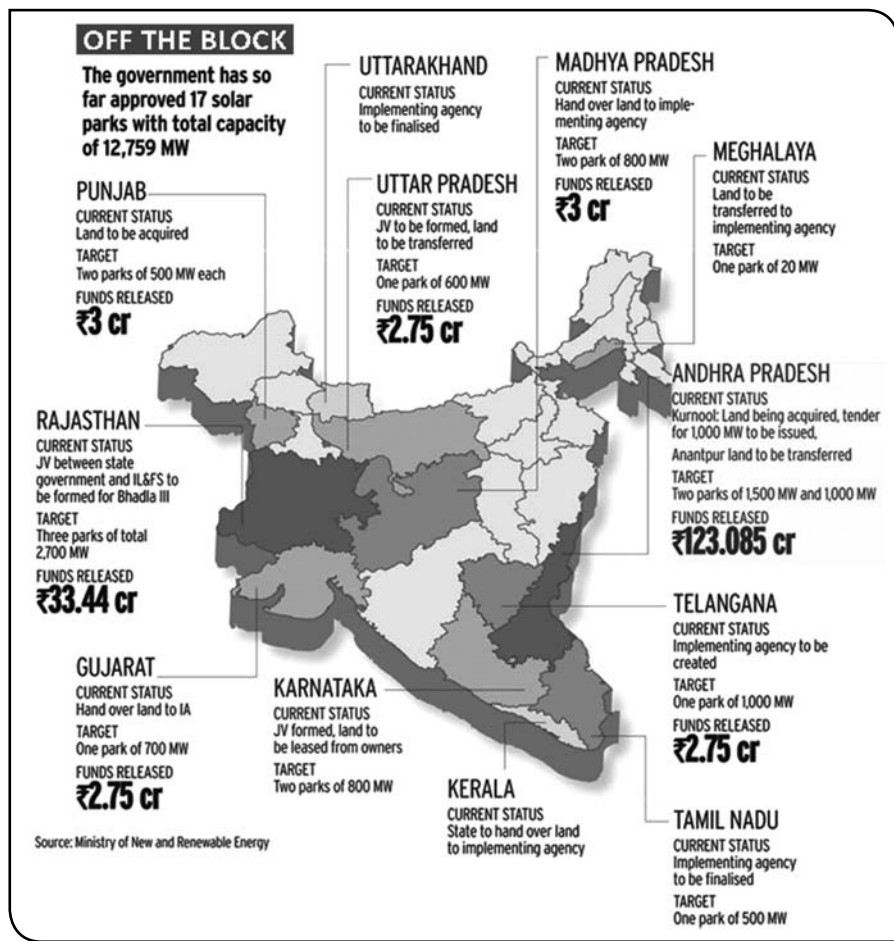 OFF THE BLOCK
The government has so
far approved 17 solar
parks with total capacity
of 12,759 MW
UTTARAKHAND
CURRENT STATUS
Implementing agency
to be finalised
MADHYA PRADESH
CURRENT STATUS
Hand over land to imple-
menting agency
TARGET
Two park of 800 MW
FUNDS RELEASED
₹3 cr
MEGHALAYA
CURRENT STATUS
Land to be
transferred to
implementing agency
TARGET
One park of 20 MW
PUNJAB
CURRENT STATUS
Land to be acquired
TARGET
Two parks of 500 MW each
FUNDS RELEASED
₹3 cr
UTTAR PRADESH
CURRENT STATUS
JV to be formed, land
to be transferred
TARGET
One park of 600 MW
FUNDS RELEASED
₹2.75 cr
ANDHRA PRADESH
CURRENT STATUS
Kurnool: Land being acquired, tender
for 1,000 MW to be issued,
Anantpur land to be transferred
TARGET
Two parks of 1,500 MW and 1,000 MW
FUNDS RELEASED
₹123.085 cr
RAJASTHAN
CURRENT STATUS
JV between state
government and IL&FS to
be formed for Bhadla III
TARGET
Three parks of total
2,700 MW
FUNDS RELEASED
₹33.44 cr
TELANGANA
CURRENT STATUS
Implementing agency to be
created
TARGET
One park of 1,000 MW
FUNDS RELEASED
₹2.75 cr
GUJARAT
CURRENT STATUS
Hand over land to IA
TARGET
One park of 700 MW
FUNDS RELEASED
₹2.75 cr
KARNATAKA
CURRENT STATUS
JV formed, land to
be leased from owners
TARGET
Two parks of 800 MW
KERALA
CURRENT STATUS
State to hand over land
to implementing agency
TAMIL NADU
CURRENT STATUS
Implementing agency
to be finalised
TARGET
One park of 500 MW
Source: Ministry of New and Renewable Energy